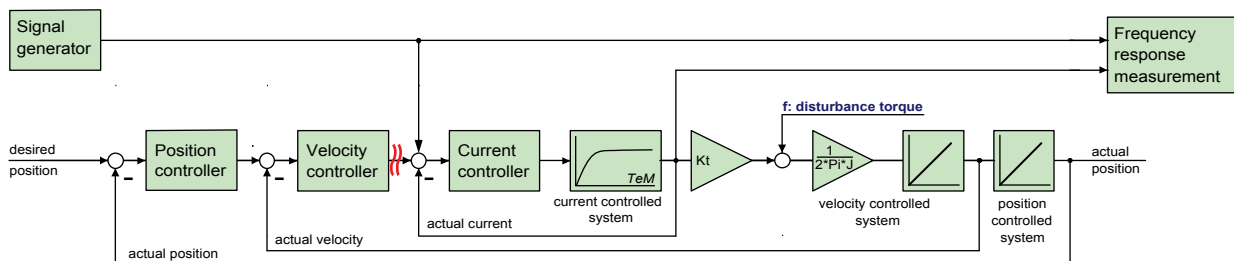 Signal
generator
Frequency
response
measurement
f: disturbance torque
desired
position
Position
controller
Velocity
controller
Current
controller
TeM
current controlled
system
Kt
1
2*Pi*J
velocity controlled
system
position
controlled
system
actual
position
actual current
actual velocity
actual position